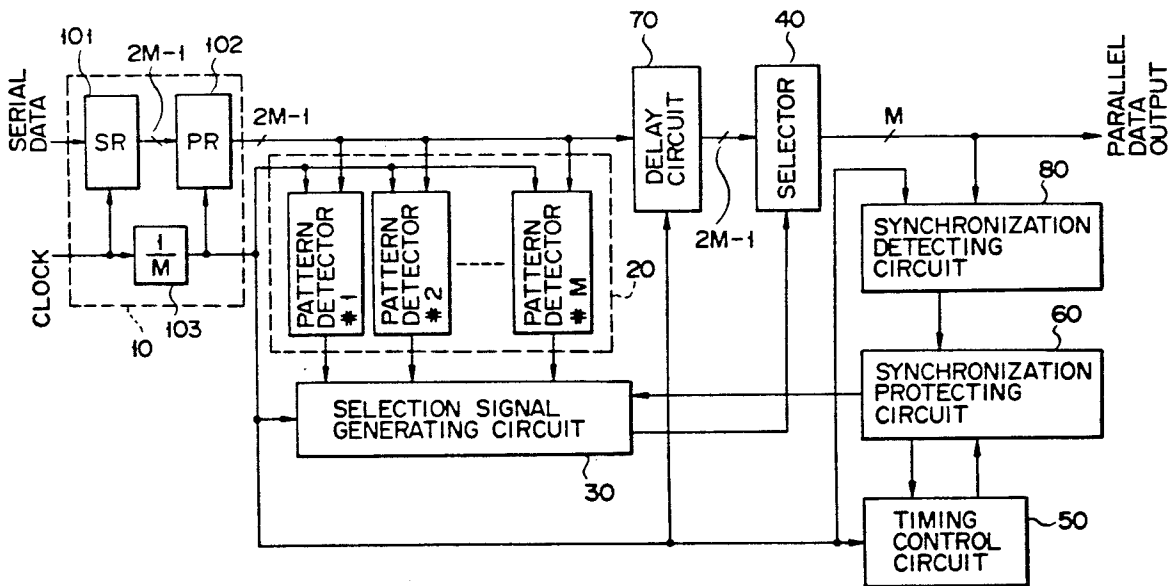 101
102
70
40
2M-1
SERIAL
DATA
SR
PR
2M-1
DELAY
CIRCUIT
SELECTOR
M
PARALLEL
DATA
OUTPUT
2M-1
80
SYNCHRONIZATION
DETECTING
CIRCUIT
CLOCK
1
M
103
10
PATTERN
DETECTOR
#1
PATTERN
DETECTOR
#2
PATTERN
DETECTOR
#M
20
60
SYNCHRONIZATION
PROTECTING
CIRCUIT
SELECTION SIGNAL
GENERATING CIRCUIT
30
TIMING
CONTROL
CIRCUIT
50